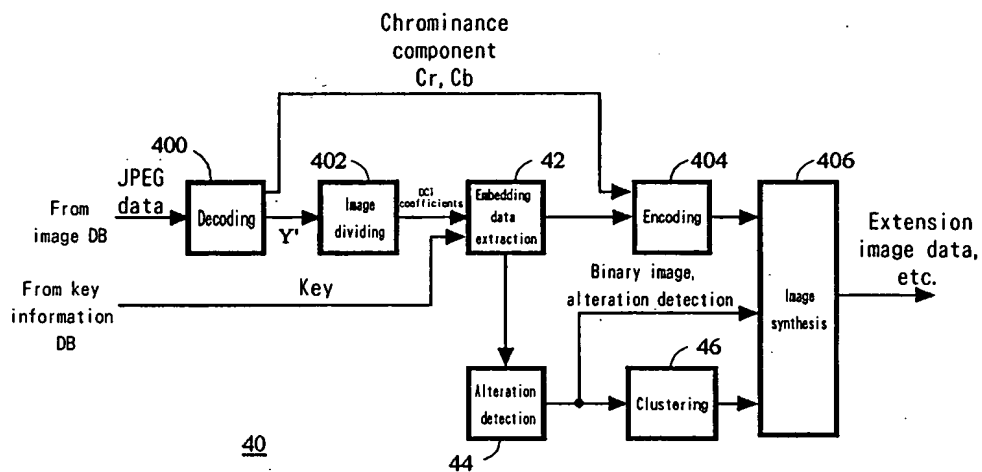 Chrominance
component
Cr, Cb
400
402
42
404
406
JPEG
data
From
image DB
Decoding
Y'
Image
dividing
DCT
coefficients
Embedding
data
extraction
Encoding
Image
synthesis
Extension
image data,
etc.
From key
information
DB
Key
Binary image,
alteration detection
46
Alteration
detection
Clustering
44
40